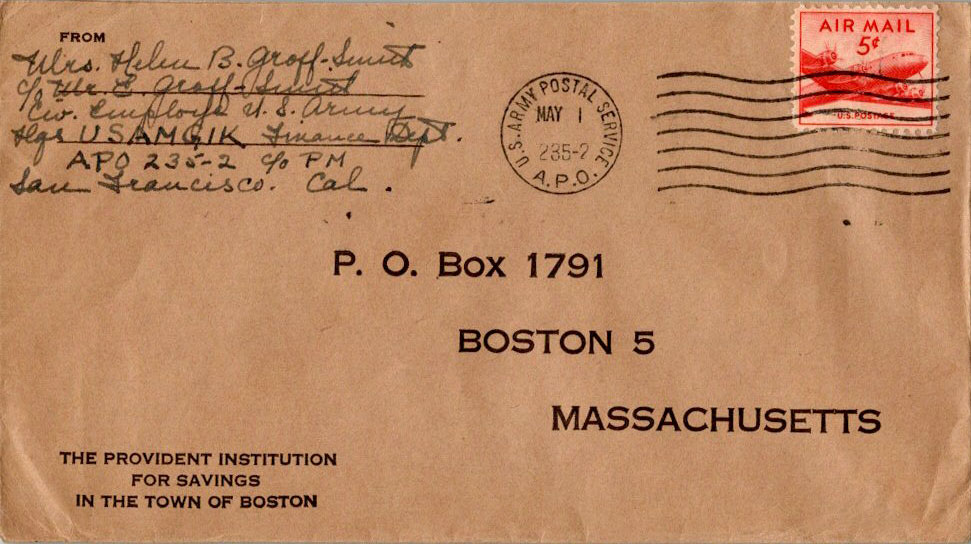 FROM
Mrs. Helen B. Groff-Smith
c/o Mr E. Groff-Smith
Civ. Employe U.S. Army
Hqs USAMGIK Finance Dept.
APO 235-2 c/o PM
San Francisco. Cal.
U.S. ARMY POSTAL SERVICE
MAY 1
235-2
A.P.O.
AIR MAIL
5¢
U.S. POSTAGE
P. O. Box 1791
BOSTON 5
MASSACHUSETTS
THE PROVIDENT INSTITUTION
FOR SAVINGS
IN THE TOWN OF BOSTON